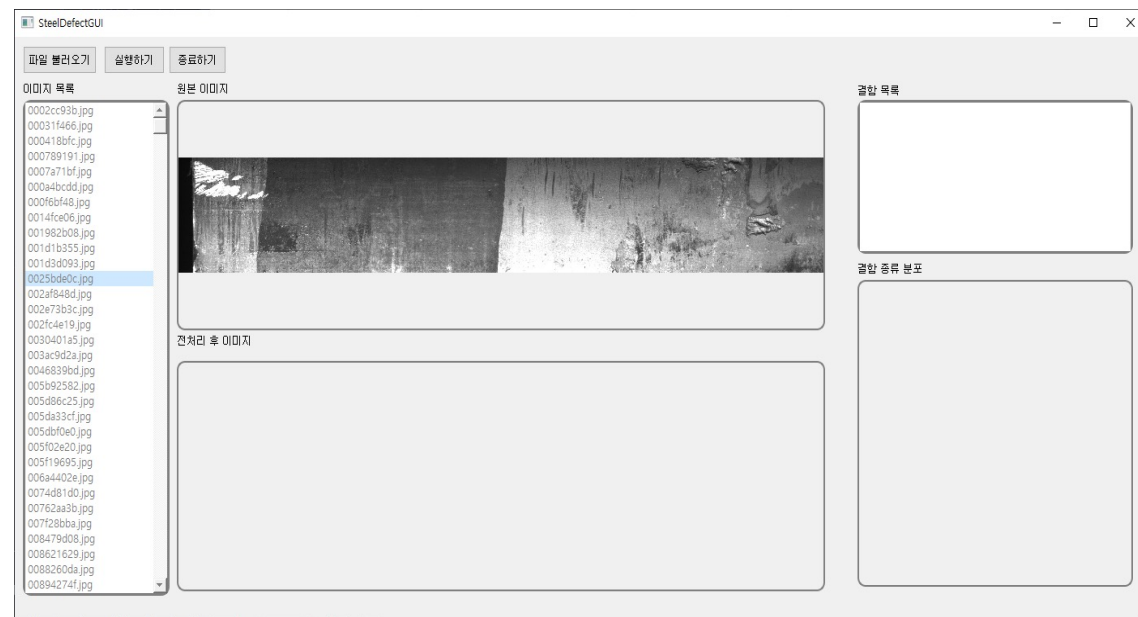 SteelDefectGUI
파일 불러오기 실행하기 종료하기
이미지 목록
0002cc93b.jpg
00031f466.jpg
000418bfc.jpg
000789191.jpg
0007a71bf.jpg
000a4bcdd.jpg
000f6bf48.jpg
0014fce06.jpg
001982b08.jpg
001d1b355.jpg
001d3d093.jpg
0025bde0c.jpg
002af848d.jpg
002e73b3c.jpg
002fc4e19.jpg
0030401a5.jpg
003ac9d2a.jpg
0046839bd.jpg
005b92582.jpg
005d86c25.jpg
005da33cf.jpg
005dbf0e0.jpg
005f02e20.jpg
005f19695.jpg
006a4402e.jpg
0074d81d0.jpg
00762aa3b.jpg
007f28bba.jpg
008479d08.jpg
008621629.jpg
0088260da.jpg
00894274f.jpg
원본 이미지
전처리 후 이미지
결함 목록
결함 종류 분포